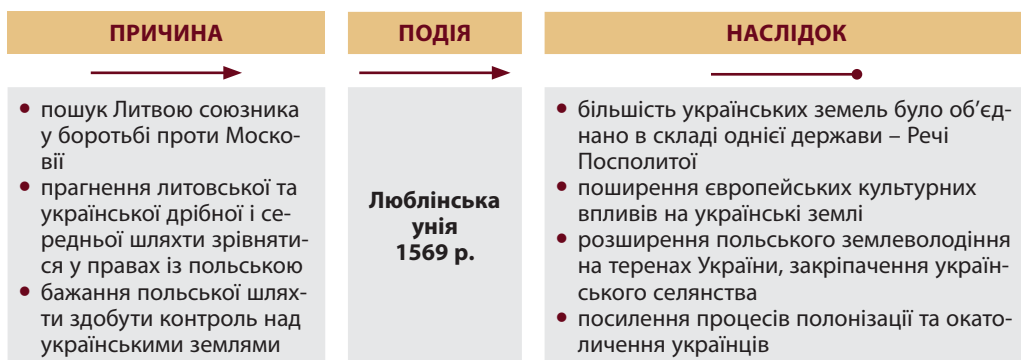 ПРИЧИНА
ПОДІЯ
НАСЛІДОК
• пошук Литвою союзника
у боротьбі проти Моско-
вії
• прагнення литовської та
української дрібної і се-
редньої шляхти зрівняти-
ся у правах із польською
• бажання польської шлях-
ти здобути контроль над
українськими землями
Люблінська
унія
1569 р.
• більшість українських земель було об’єд-
нано в складі однієї держави – Речі
Посполитої
• поширення європейських культурних
впливів на українські землі
• розширення польського землеволодіння
на теренах України, закріпачення україн-
ського селянства
• посилення процесів полонізації та окато-
личення українців